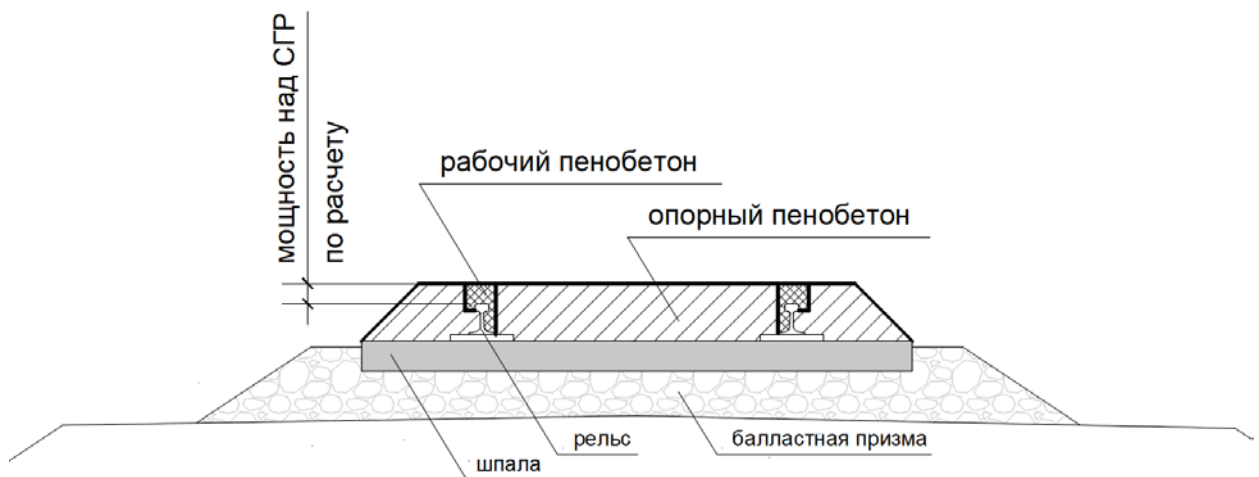 мощность над СГР
по расчету
рабочий пенобетон
опорный пенобетон
рельс
балластная призма
шпала